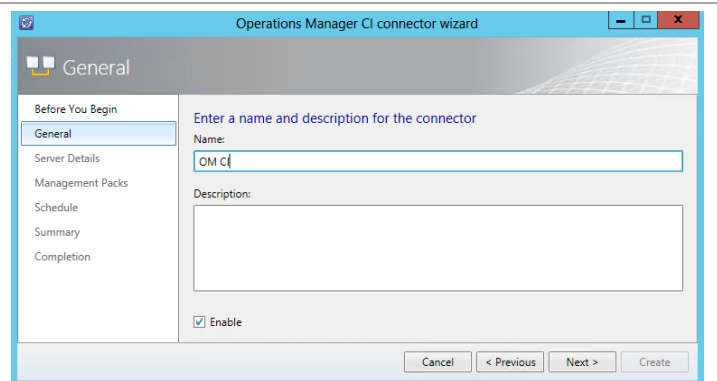 Operations Manager CI connector wizard
General
Before You Begin
General
Server Details
Management Packs
Schedule
Summary
Completion
Enter a name and description for the connector
Name:
OM CI
Description:
Enable
Cancel
< Previous
Next >
Create